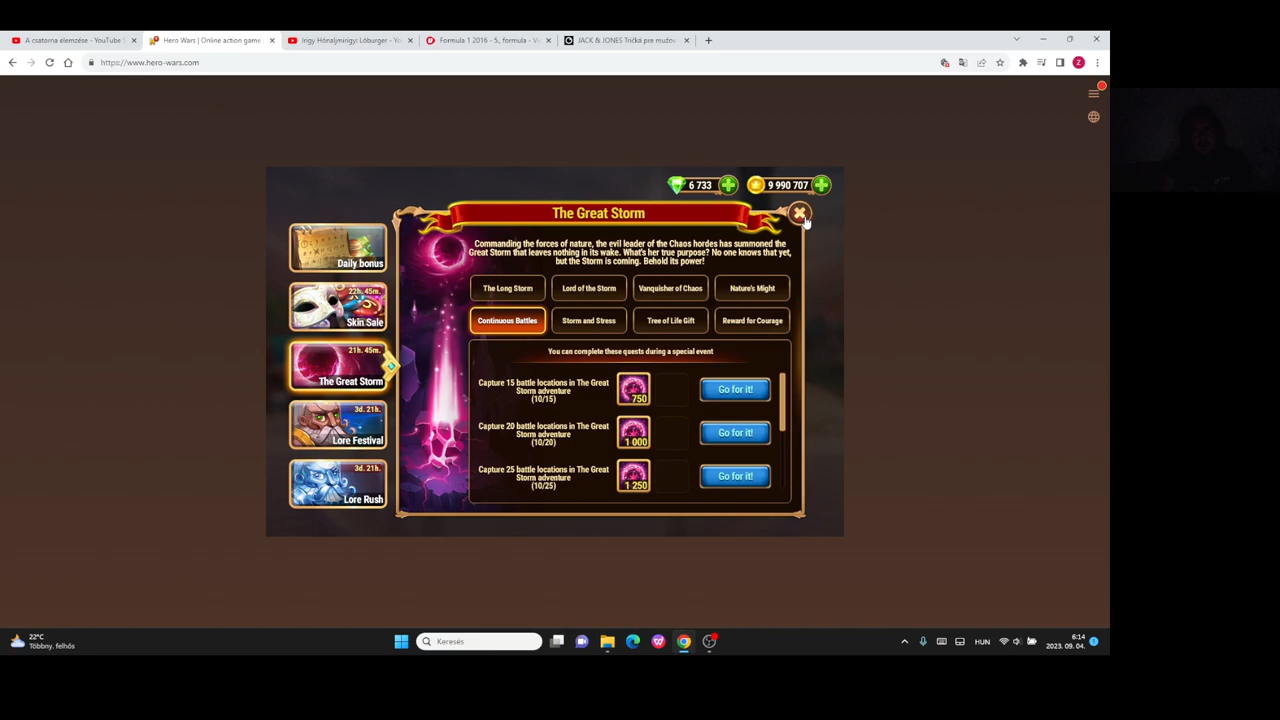 A csatorna elemzése - YouTube S
Hero Wars | Online action game
Ingy Hónaljmirigy: Lóburger - Yo
Formula 1 2016 - 5., formula - Vi
JACK & JONES Tričká pre mužov
https://www.hero-wars.com
Z
6 733
9 990 707
The Great Storm
Commanding the forces of nature, the evil leader of the Chaos hordes has summoned the
Great Storm that leaves nothing in its wake. What's her true purpose? No one knows that yet,
but the Storm is coming. Behold its power!
Daily bonus
22h. 45m.
Skin Sale
21h. 45m.
The Great Storm
3d. 21h.
Lore Festival
3d. 21h.
Lore Rush
The Long Storm
Lord of the Storm
Vanquisher of Chaos
Nature's Might
Continuous Battles
Storm and Stress
Tree of Life Gift
Reward for Courage
You can complete these quests during a special event
Capture 15 battle locations in The Great
Storm adventure
(10/15)
750
Go for it!
Capture 20 battle locations in The Great
Storm adventure
(10/20)
1 000
Go for it!
Capture 25 battle locations in The Great
Storm adventure
(10/25)
1 250
Go for it!
22°C
Többny. felhős
Keresés
HUN
6:14
2023. 09. 04.